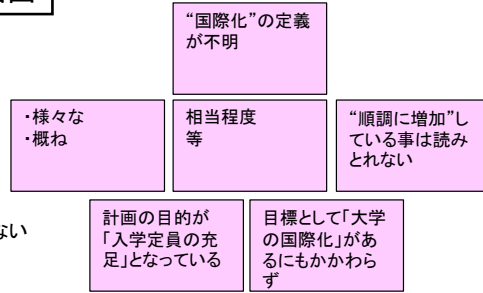 “国際化”の定義
が不明
・様々な
・概ね
相当程度
等
“順調に増加”し
ている事は読み
とれない
ない
計画の目的が
「入学定員の充
足」となっている
目標として「大学
の国際化」があ
るにもかかわら
ず